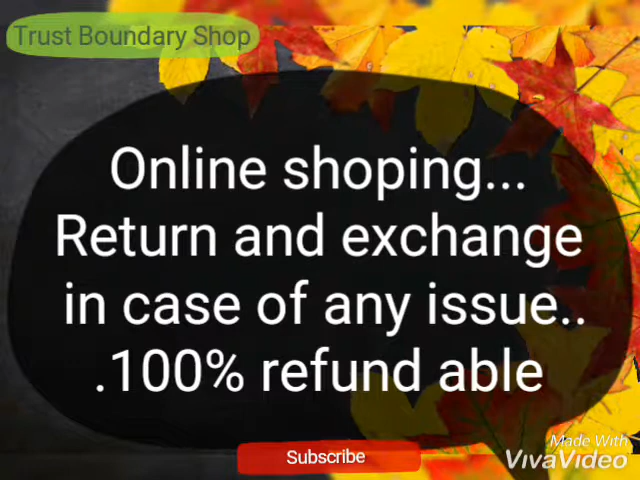 Trust Boundary Shop
Online shoping...
Return and exchange
in case of any issue..
.100% refund able
Subscribe
Made With
VivaVideo